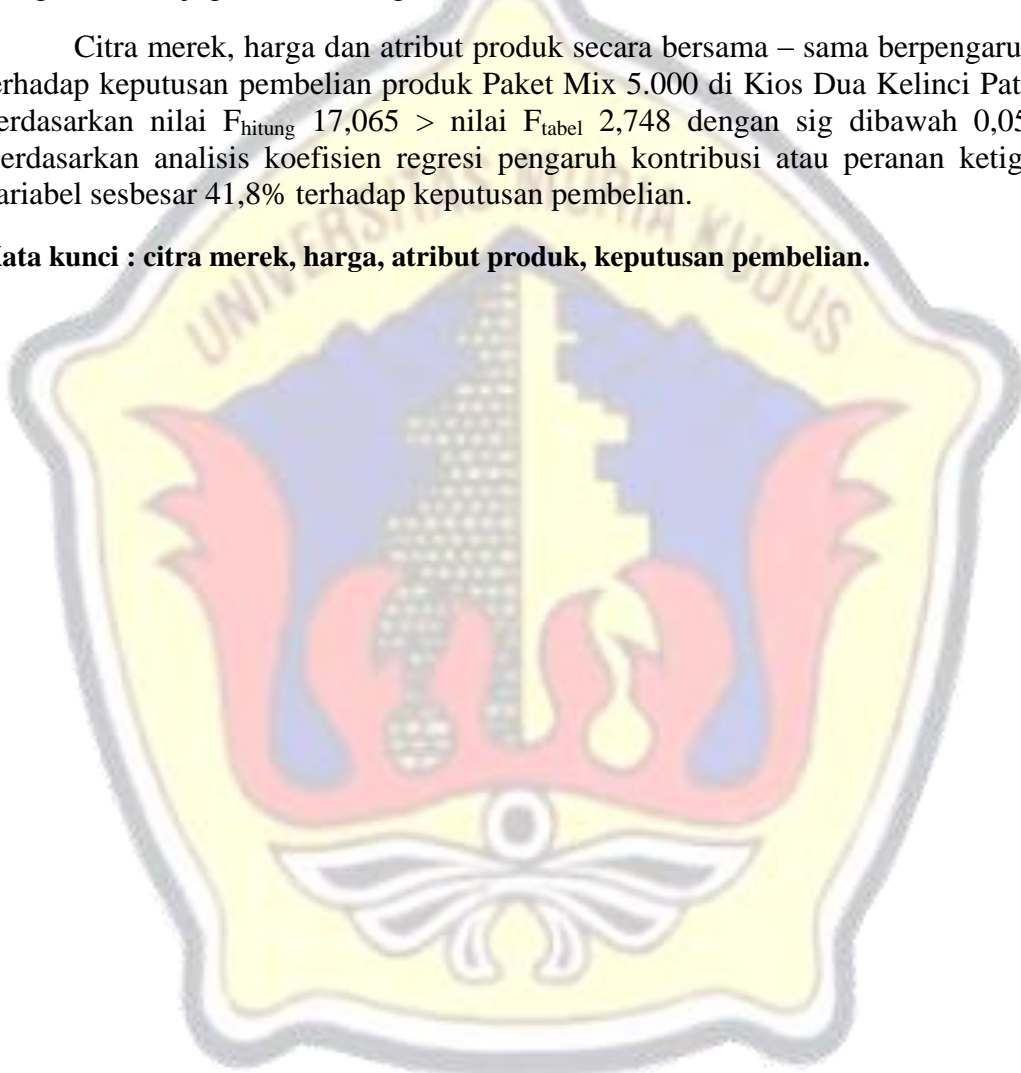 Citra merek, harga dan atribut produk secara bersama – sama berpengaru
erhadap keputusan pembelian produk Paket Mix 5.000 di Kios Dua Kelinci Pat
erdasarkan nilai Fhitung 17,065 > nilai Ftabel 2,748 dengan sig dibawah 0,05
erdasarkan analisis koefisien regresi pengaruh kontribusi atau peranan ketig
ariabel sesbesar 41,8% terhadap keputusan pembelian.
ata kunci : citra merek, harga, atribut produk, keputusan pembelian.
UNIVERSITAS MURIA KUDUS